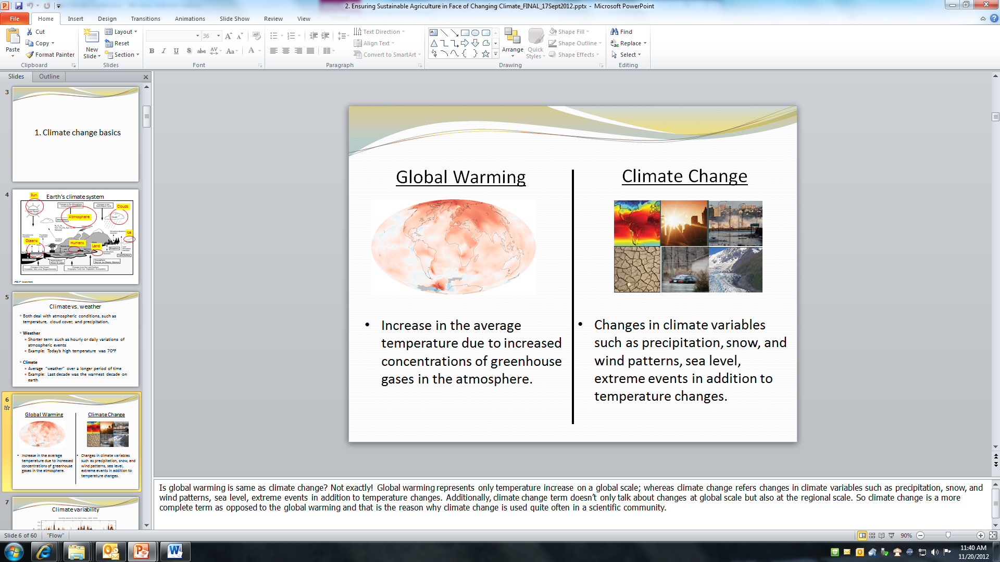 2. Ensuring Sustainable Agriculture in Face of Changing Climate_FINAL_17Sept2012.pptx - Microsoft PowerPoint
File Home Insert Design Transitions Animations Slide Show Review View
Paste
Cut
Copy
Format Painter
Clipboard
New Slide
Layout
Reset
Section
Slides
36
B I U S abc AV Aa A
Font
Text Direction
Align Text
Convert to SmartArt
Paragraph
Arrange
Quick Styles
Shape Fill
Shape Outline
Shape Effects
Drawing
Find
Replace
Select
Editing
Slides Outline
3
1. Climate change basics
4
Earth's climate system
Sun
Clouds
Atmosphere
Ice
Oceans
Humans
Land
5
Climate vs. weather
Both deal with atmospheric conditions, such as
temperature, cloud cover, and precipitation.
Weather
Shorter term such as hourly or daily variations of
atmospheric events
Example: Today's high temperature was 70°F
Climate
Average "weather" over a longer period of time
Example: Last decade was the warmest decade on
earth
6
Global Warming
Climate Change
• Increase in the average
temperature due to increased
concentrations of greenhouse
gases in the atmosphere.
• Changes in climate variables
such as precipitation, snow, and
wind patterns, sea level,
extreme events in addition to
temperature changes.
7
Climate variability
Global Warming
Climate Change
• Increase in the average
temperature due to increased
concentrations of greenhouse
gases in the atmosphere.
• Changes in climate variables
such as precipitation, snow, and
wind patterns, sea level,
extreme events in addition to
temperature changes.
Is global warming is same as climate change? Not exactly! Global warming represents only temperature increase on a global scale; whereas climate change refers changes in climate variables such as precipitation, snow, and
wind patterns, sea level, extreme events in addition to temperature changes. Additionally, climate change term doesn't only talk about changes at global scale but also at the regional scale. So climate change is a more
complete term as opposed to the global warming and that is the reason why climate change is used quite often in a scientific community.
Slide 6 of 60 "Flow" 90%
11:40 AM
11/20/2012